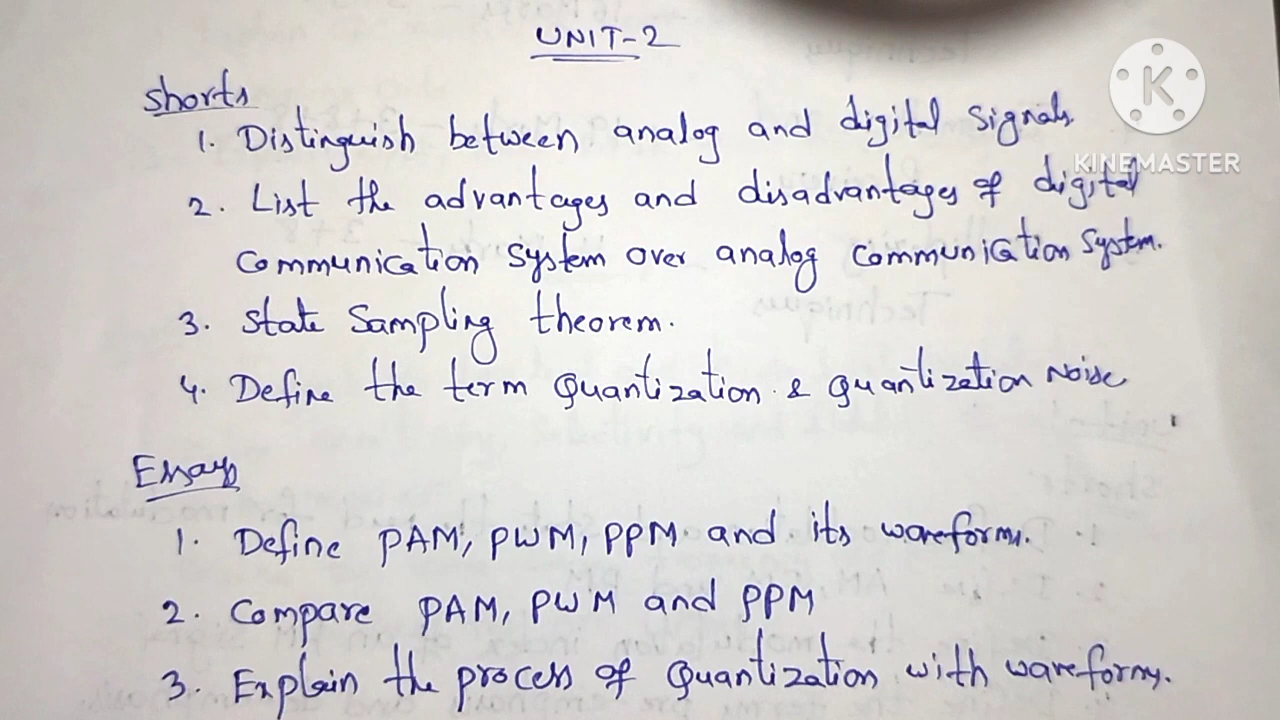 UNIT-2
Shorts
1. Distinguish between analog and digital Signals.
K
KINEMASTER
2. List the advantages and disadvantages of digital
Communication System over analog communication System.
3. State Sampling theorem.
4. Define the term Quantization & Quantization Noise
Essays
1. Define PAM, PWM, PPM and its waveforms.
2. Compare PAM, PWM and PPM
3. Explain the process of Quantization with waveforms.